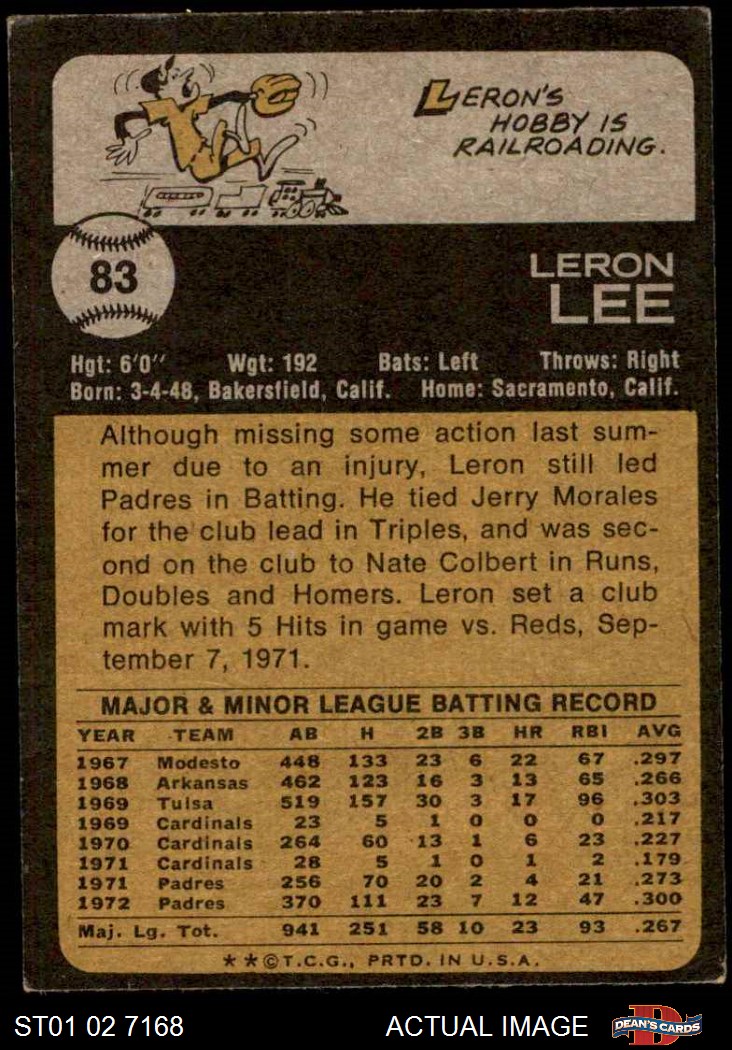 LERON'S
HOBBY IS
RAILROADING.
83
LERON
LEE
Hgt: 6'0" Wgt: 192 Bats: Left Throws: Right
Born: 3-4-48, Bakersfield, Calif. Home: Sacramento, Calif.
Although missing some action last sum-
mer due to an injury, Leron still led
Padres in Batting. He tied Jerry Morales
for the club lead in Triples, and was sec-
ond on the club to Nate Colbert in Runs,
Doubles and Homers. Leron set a club
mark with 5 Hits in game vs. Reds, Sep-
tember 7, 1971.
MAJOR & MINOR LEAGUE BATTING RECORD
YEAR TEAM AB H 2B 3B HR RBI AVG
1967 Modesto 448 133 23 6 22 67 .297
1968 Arkansas 462 123 16 3 13 65 .266
1969 Tulsa 519 157 30 3 17 96 .303
1969 Cardinals 23 5 1 0 0 0 .217
1970 Cardinals 264 60 13 1 6 23 .227
1971 Cardinals 28 5 1 0 1 2 .179
1971 Padres 256 70 20 2 4 21 .273
1972 Padres 370 111 23 7 12 47 .300
Maj. Lg. Tot. 941 251 58 10 23 93 .267
**©T.C.G., PRTD. IN U.S.A.
ST01 02 7168 ACTUAL IMAGE D DEAN'S CARDS